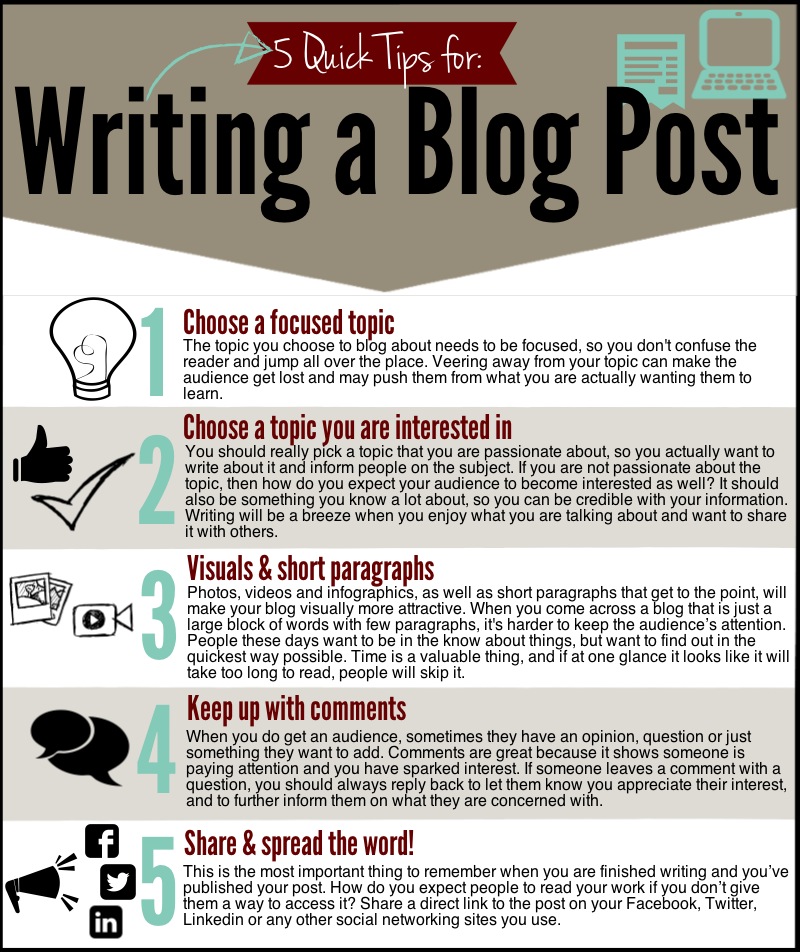 5 Quick Tips for:
Writing a Blog Post
1
Choose a focused topic
The topic you choose to blog about needs to be focused, so you don't confuse the
reader and jump all over the place. Veering away from your topic can make the
audience get lost and may push them from what you are actually wanting them to
learn.
2
Choose a topic you are interested in
You should really pick a topic that you are passionate about, so you actually want to
write about it and inform people on the subject. If you are not passionate about the
topic, then how do you expect your audience to become interested as well? It should
also be something you know a lot about, so you can be credible with your information.
Writing will be a breeze when you enjoy what you are talking about and want to share
it with others.
3
Visuals & short paragraphs
Photos, videos and infographics, as well as short paragraphs that get to the point, will
make your blog visually more attractive. When you come across a blog that is just a
large block of words with few paragraphs, it's harder to keep the audience's attention.
People these days want to be in the know about things, but want to find out in the
quickest way possible. Time is a valuable thing, and if at one glance it looks like it will
take too long to read, people will skip it.
4
Keep up with comments
When you do get an audience, sometimes they have an opinion, question or just
something they want to add. Comments are great because it shows someone is
paying attention and you have sparked interest. If someone leaves a comment with a
question, you should always reply back to let them know you appreciate their interest,
and to further inform them on what they are concerned with.
f
in
5
Share & spread the word!
This is the most important thing to remember when you are finished writing and you've
published your post. How do you expect people to read your work if you don't give
them a way to access it? Share a direct link to the post on your Facebook, Twitter,
Linkedin or any other social networking sites you use.